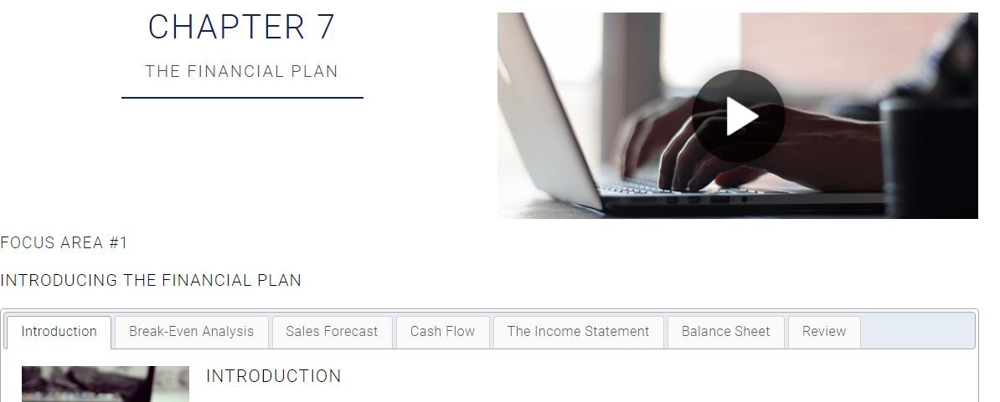 CHAPTER 7
THE FINANCIAL PLAN
FOCUS AREA #1
INTRODUCING THE FINANCIAL PLAN
Introduction Break-Even Analysis Sales Forecast Cash Flow The Income Statement Balance Sheet Review
INTRODUCTION